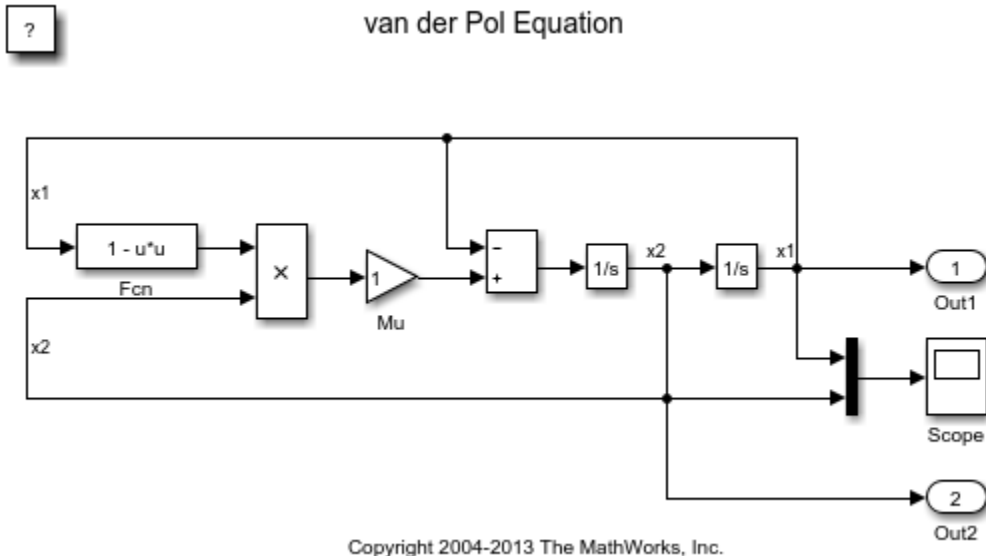 ?
van der Pol Equation
x1
1 - u*u
Fcn
×
1
Mu
−
+
1/s
x2
1/s
x1
1
Out1
x2
Scope
2
Out2
Copyright 2004-2013 The MathWorks, Inc.